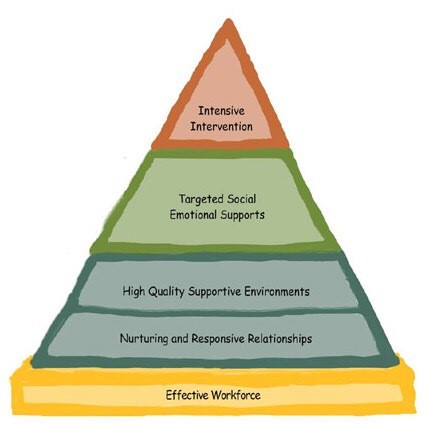 Intensive
Intervention
Targeted Social
Emotional Supports
High Quality Supportive Environments
Nurturing and Responsive Relationships
Effective Workforce